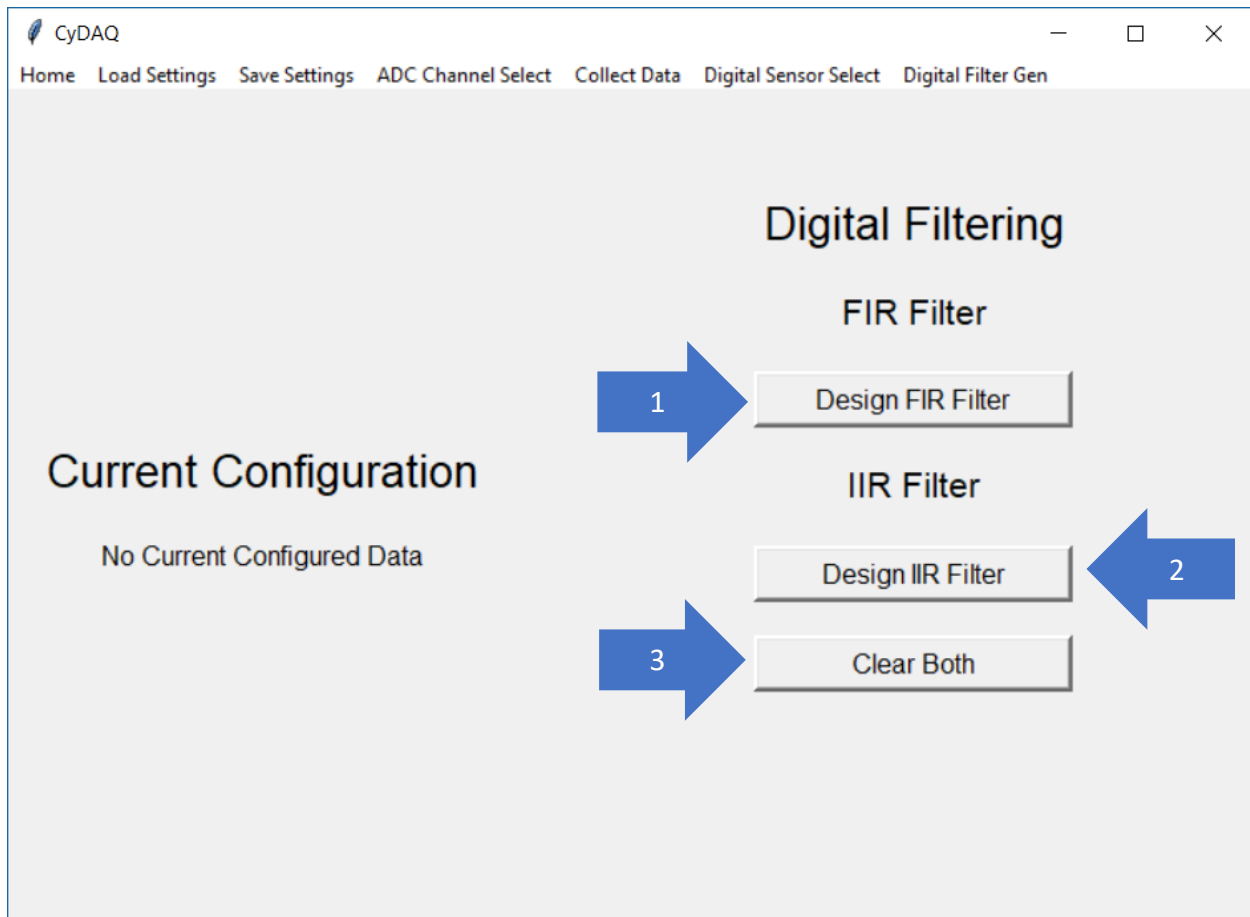 CyDAQ
Home Load Settings Save Settings ADC Channel Select Collect Data Digital Sensor Select Digital Filter Gen
Digital Filtering
FIR Filter
1
Design FIR Filter
Current Configuration
IIR Filter
No Current Configured Data
Design IIR Filter
2
3
Clear Both